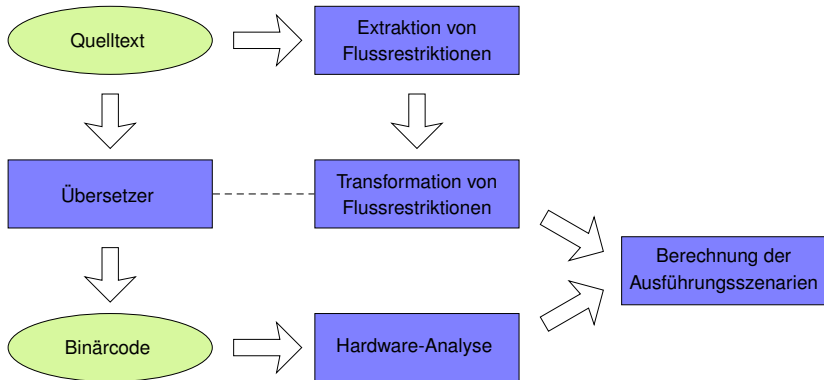 Quelltext
Extraktion von
Flussrestriktionen
Übersetzer
Transformation von
Flussrestriktionen
Berechnung der
Ausführungsszenarien
Binärcode
Hardware-Analyse